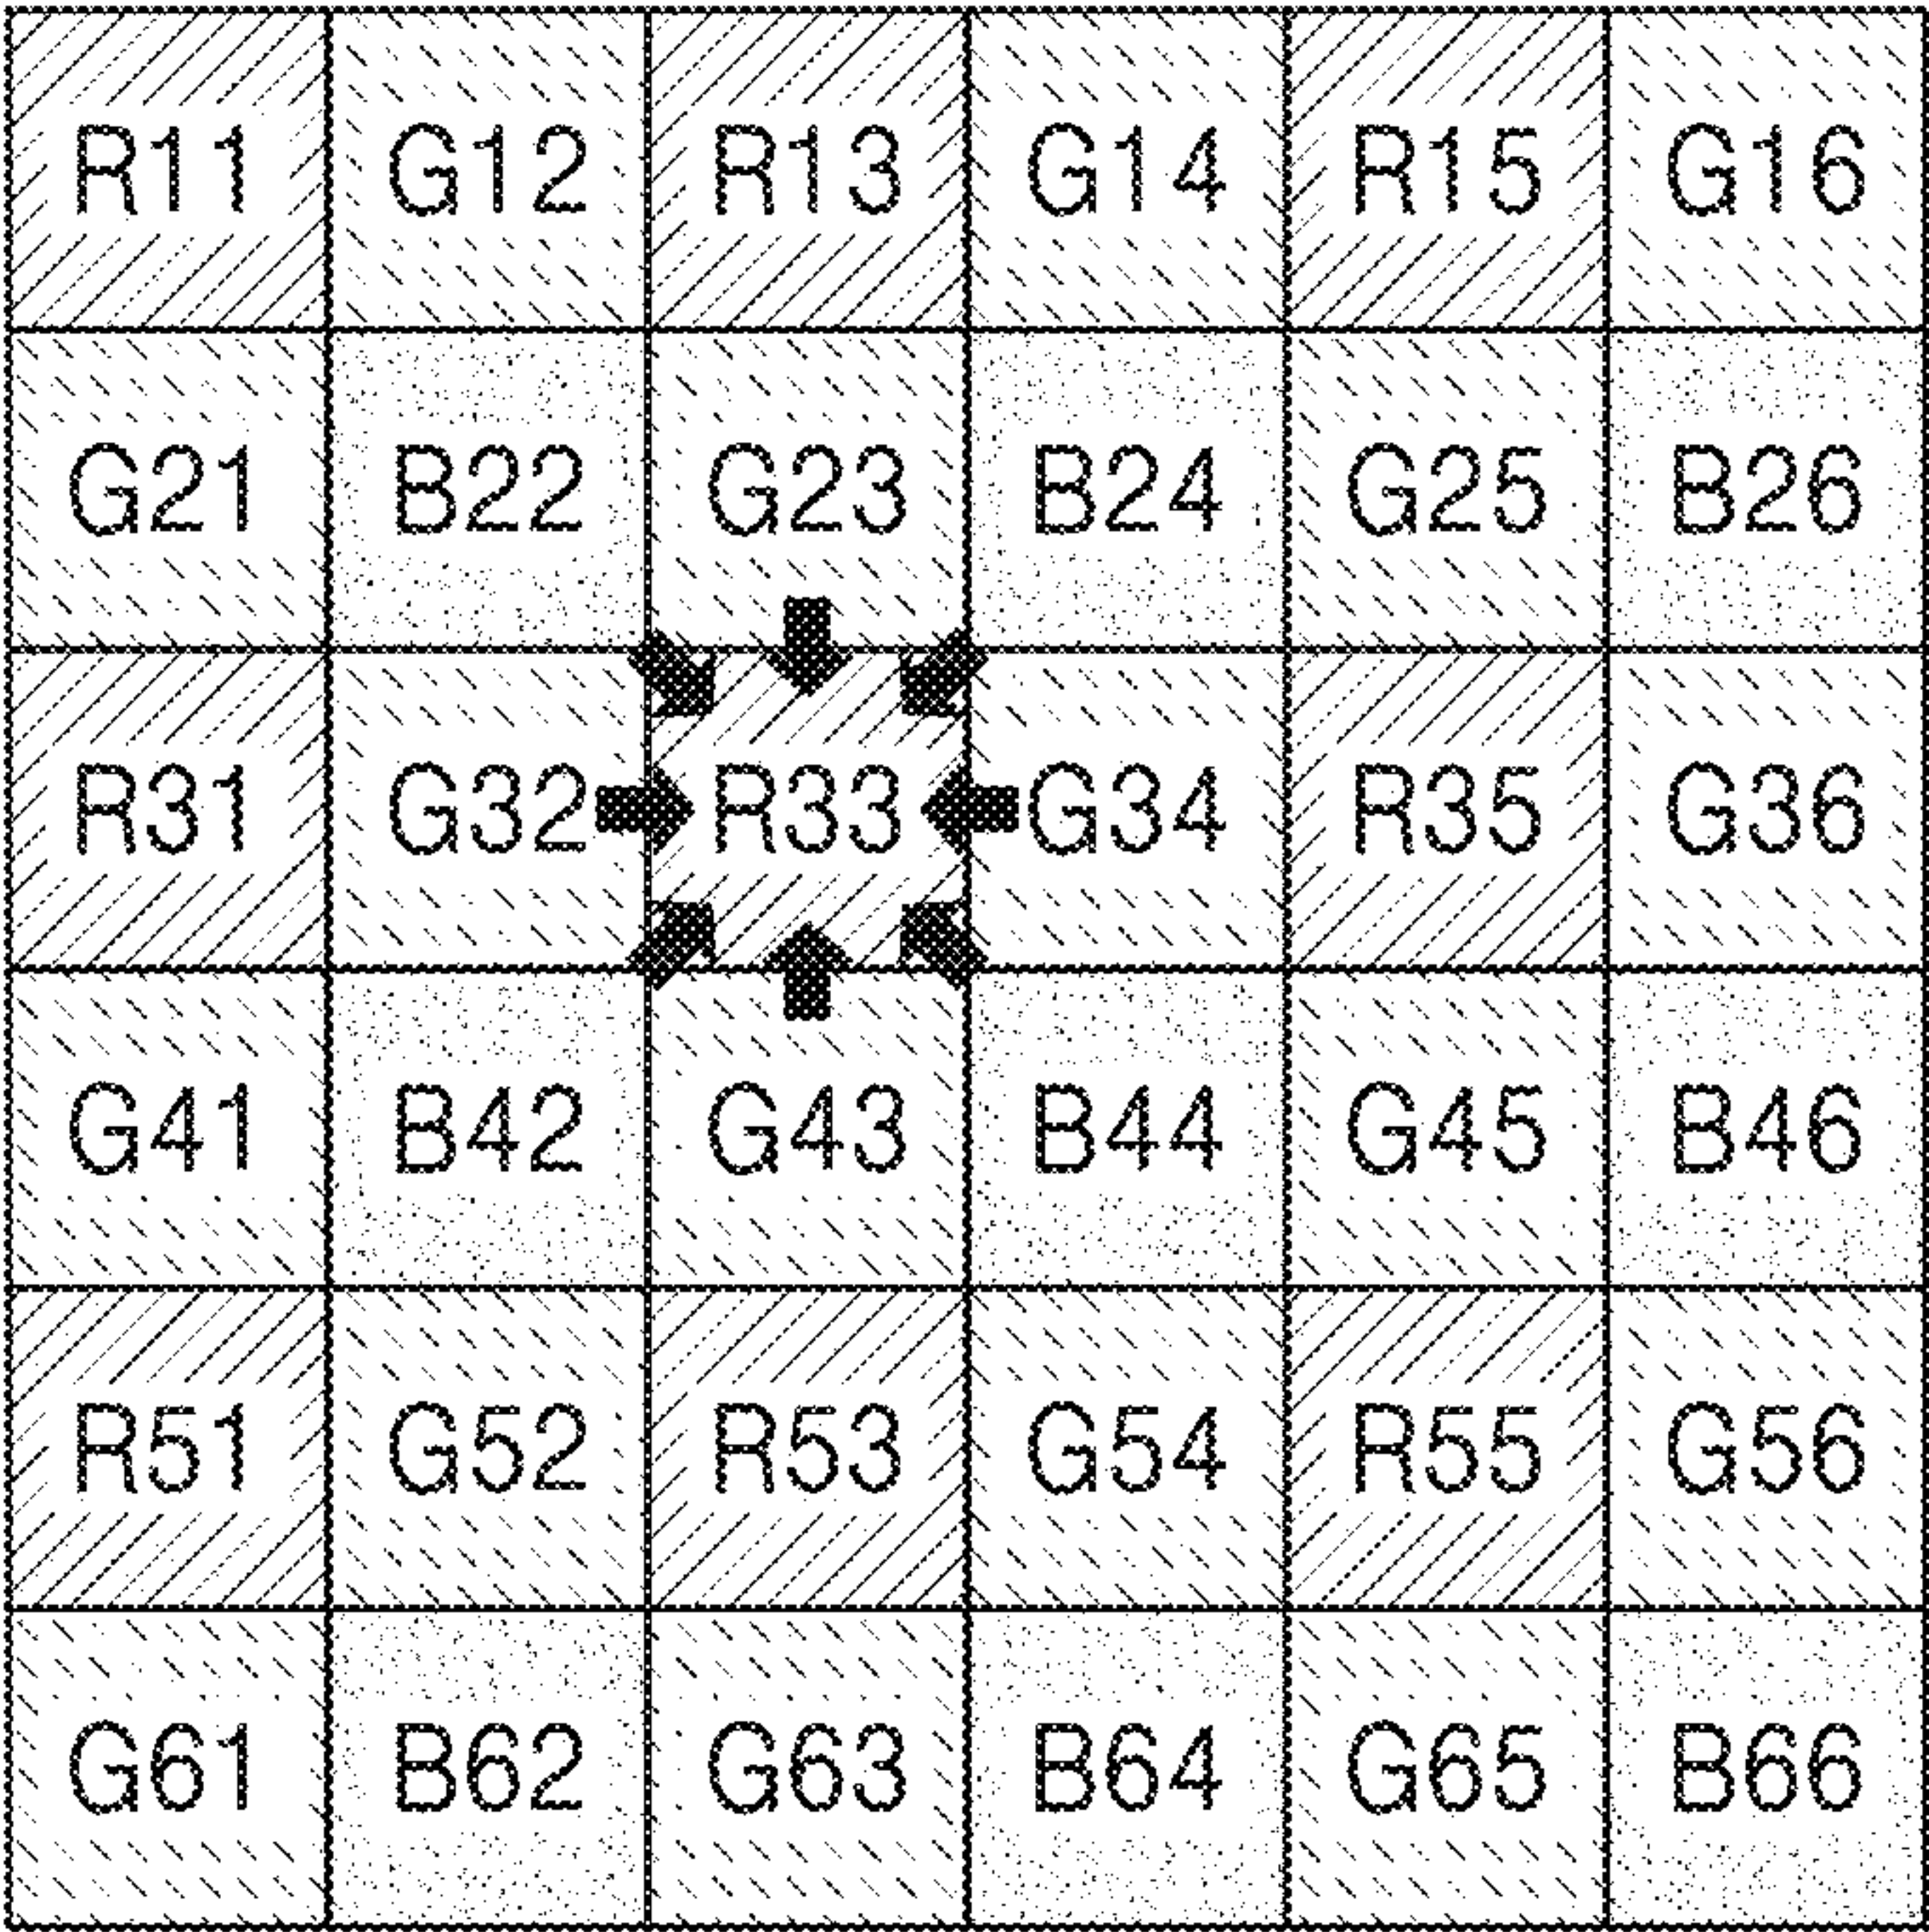 R11 G12 R13 G14 R15 G16
G21 B22 G23 B24 G25 B26
R31 G32 R33 G34 R35 G36
G41 B42 G43 B44 G45 B46
R51 G52 R53 G54 R55 G56
G61 B62 G63 B64 G65 B66